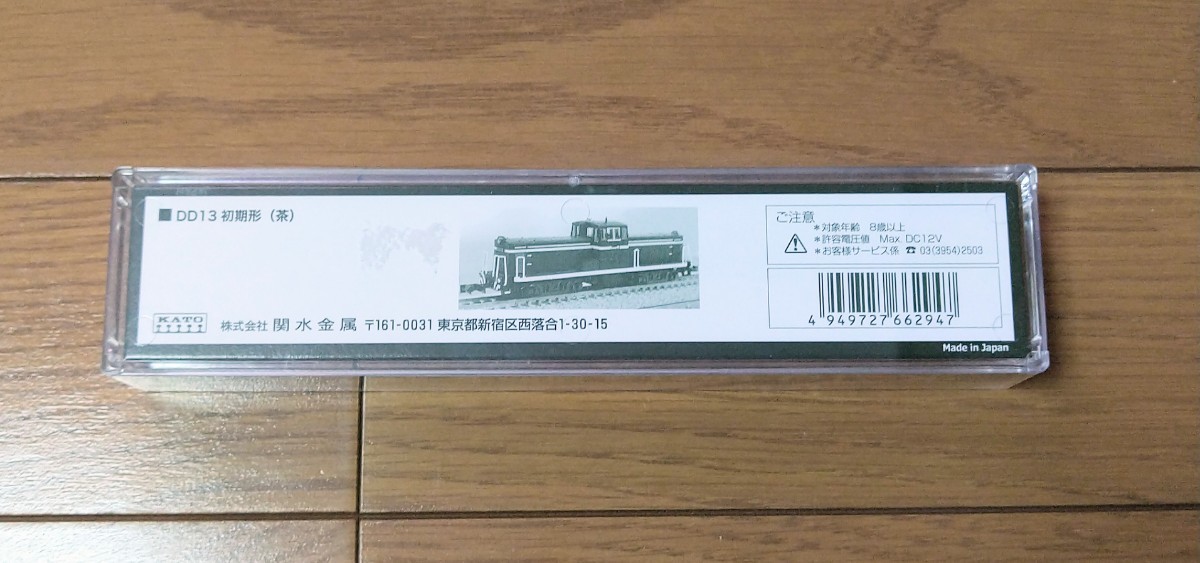 ■ DD13 初期形（茶）
KATO
株式会社 関水金属 〒161-0031 東京都新宿区西落合1-30-15
ご注意
＊対象年齢 8歳以上
＊許容電圧値 Max. DC12V
＊お客様サービス係 ☎ 03(3954)2503
4 949727 662947
Made in Japan